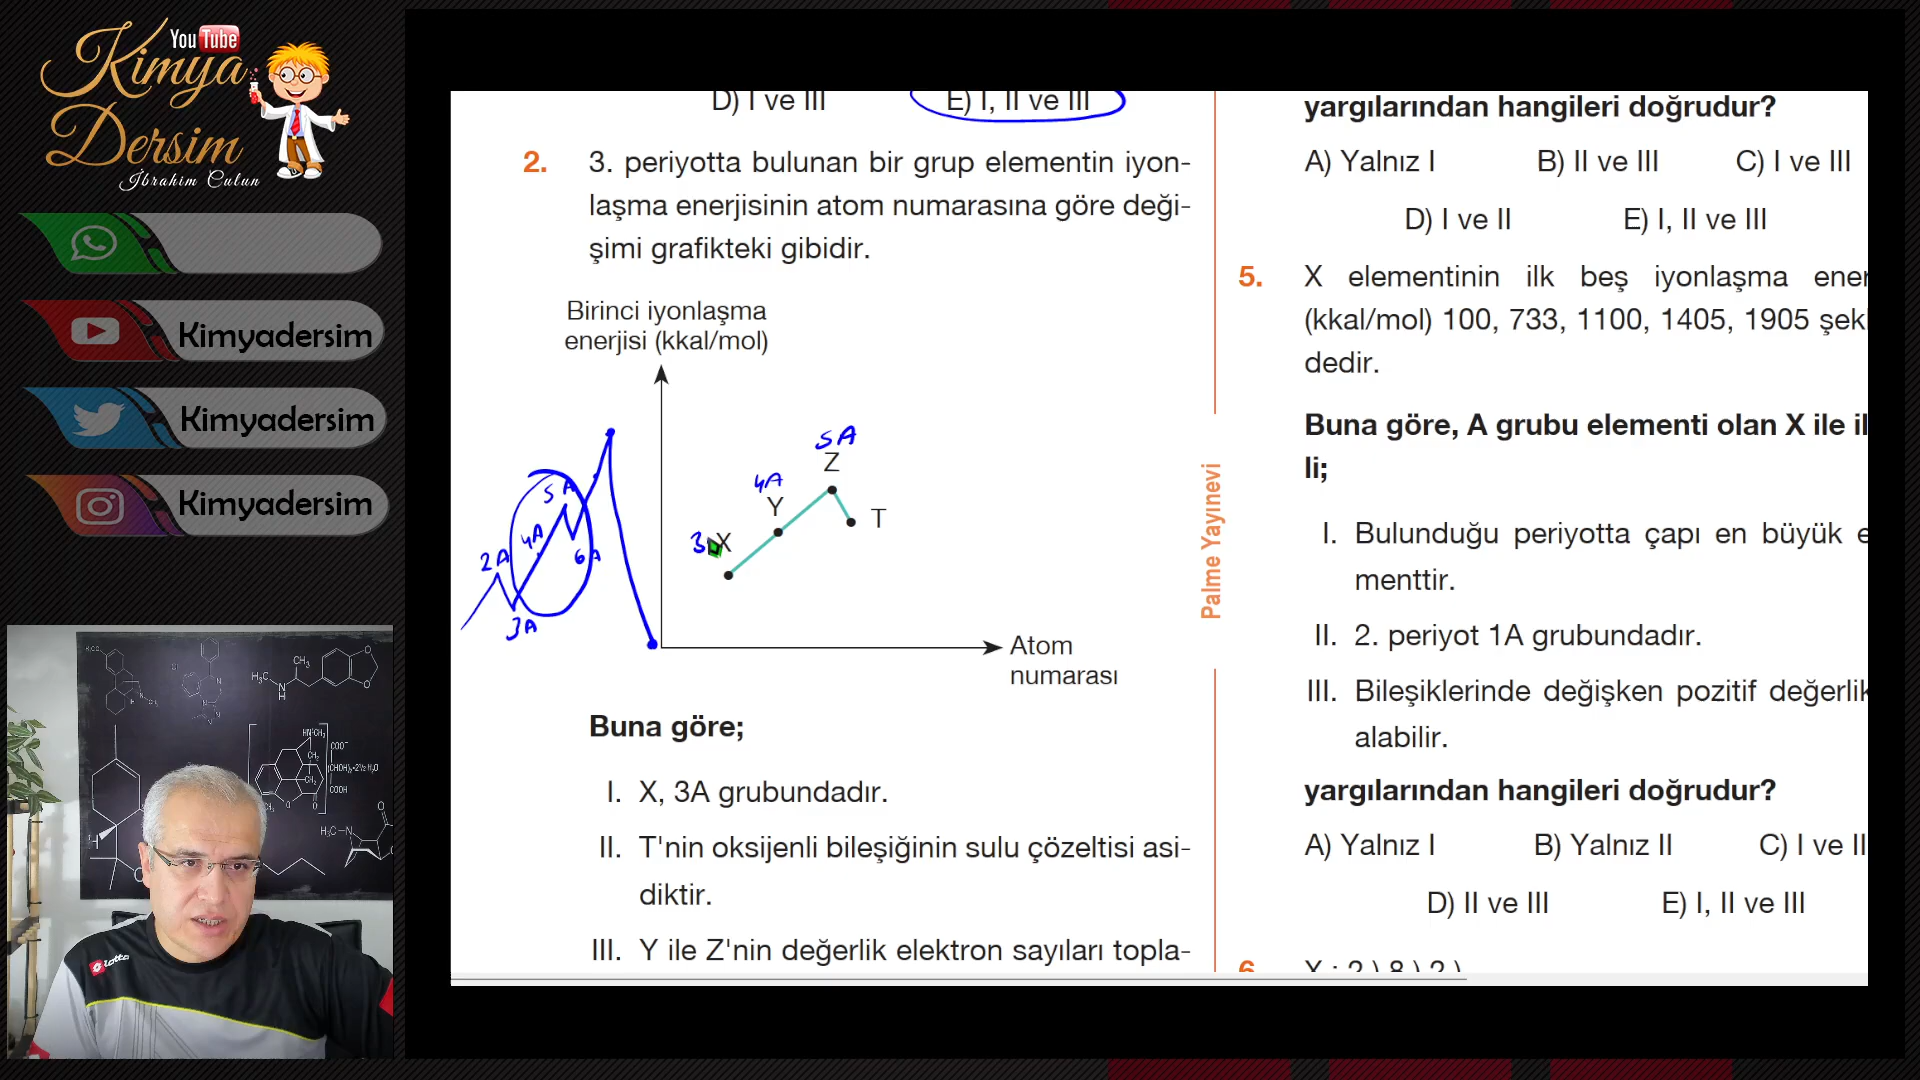 You Tube
Kimya
Dersim
İbrahim Culun
Kimyadersim
Kimyadersim
Kimyadersim
D) I ve III
E) I, II ve III
2. 3. periyotta bulunan bir grup elementin iyon-
laşma enerjisinin atom numarasına göre deği-
şimi grafikteki gibidir.
Birinci iyonlaşma
enerjisi (kkal/mol)
5A
Z
4A
Y
3
X
T
5A
4A
2A
6A
3A
Atom
numarası
Buna göre;
I. X, 3A grubundadır.
II. T'nin oksijenli bileşiğinin sulu çözeltisi asi-
diktir.
III. Y ile Z'nin değerlik elektron sayıları topla-
Palme Yayınevi
yargılarından hangileri doğrudur?
A) Yalnız I
B) II ve III
C) I ve III
D) I ve II
E) I, II ve III
5. X elementinin ilk beş iyonlaşma ener
(kkal/mol) 100, 733, 1100, 1405, 1905 şek
dedir.
Buna göre, A grubu elementi olan X ile il
li;
I. Bulunduğu periyotta çapı en büyük e
menttir.
II. 2. periyot 1A grubundadır.
III. Bileşiklerinde değişken pozitif değerlik
alabilir.
yargılarından hangileri doğrudur?
A) Yalnız I
B) Yalnız II
C) I ve II
D) II ve III
E) I, II ve III
6. X : 2 ) 8 ) 2 )
lotto